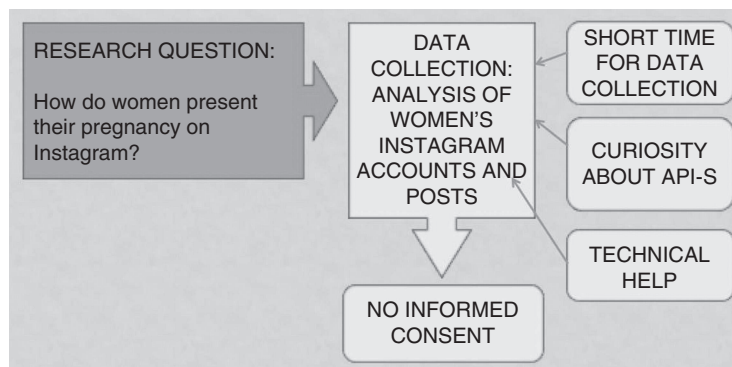 RESEARCH QUESTION:
How do women present
their pregnancy on
Instagram?
DATA
COLLECTION:
ANALYSIS OF
WOMEN'S
INSTAGRAM
ACCOUNTS AND
POSTS
SHORT TIME
FOR DATA
COLLECTION
CURIOSITY
ABOUT API-S
TECHNICAL
HELP
NO INFORMED
CONSENT